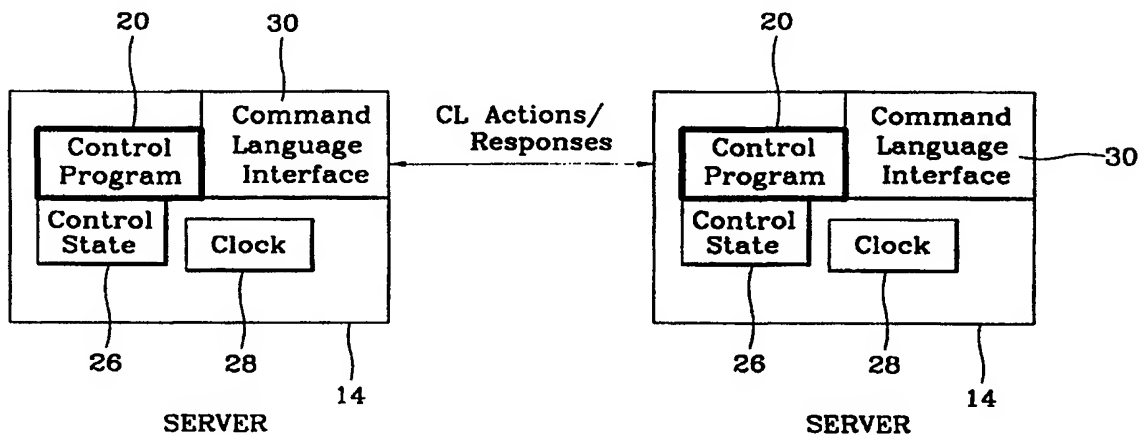 20
30
20
Command
Language
Interface
Control
Program
Control
State
Clock
CL Actions/
Responses
Command
Language
Interface
30
Control
Program
Control
State
Clock
26
28
14
26
28
14
SERVER
SERVER